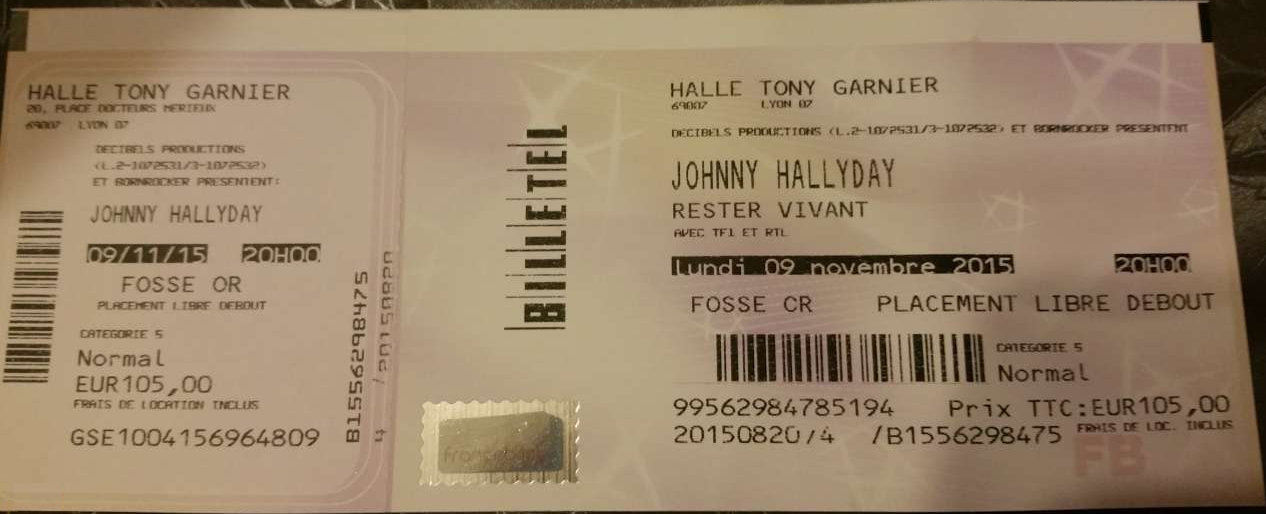 HALLE TONY GARNIER
20, PLACE DOCTEURS MERIEUX
69007 LYON 07
DECIBELS PRODUCTIONS
(L.2-1072531/3-1072532)
ET BORNROCKER PRESENTENT:
JOHNNY HALLYDAY
09/11/15 20H00
FOSSE OR
PLACEMENT LIBRE DEBOUT
CATEGORIE 5
Normal
EUR105,00
FRAIS DE LOCATION INCLUS
GSE1004156964809
B1556298475
4 /20150820
BILLETEL
HALLE TONY GARNIER
69007 LYON 07
DECIBELS PRODUCTIONS (L.2-1072531/3-1072532) ET BORNROCKER PRESENTENT
JOHNNY HALLYDAY
RESTER VIVANT
AVEC TF1 ET RTL
Lundi 09 novembre 2015 20H00
FOSSE OR PLACEMENT LIBRE DEBOUT
CATEGORIE 5
Normal
99562984785194 Prix TTC:EUR105,00
20150820/4 /B1556298475 FRAIS DE LOC. INCLUS
FB